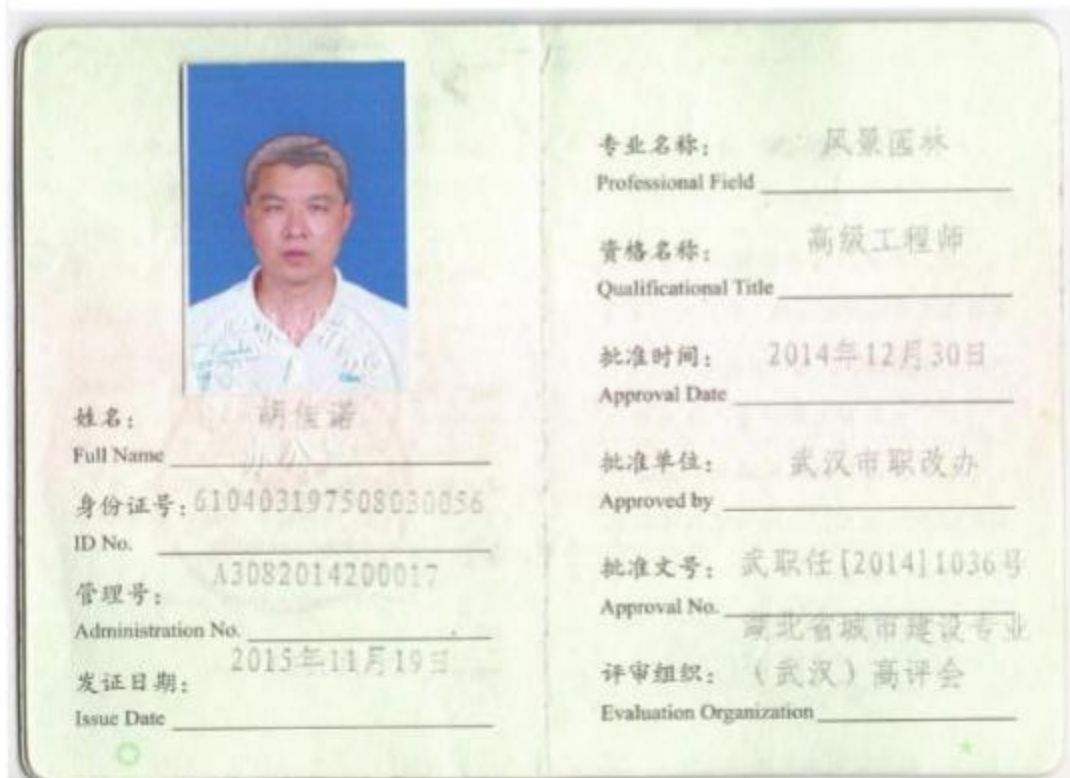 姓名： 胡佳诺
Full Name
身份证号：610403197508030056
ID No.
管理号： A3082014200017
Administration No.
发证日期： 2015年11月19日
Issue Date
专业名称： 风景园林
Professional Field
资格名称： 高级工程师
Qualificational Title
批准时间： 2014年12月30日
Approval Date
批准单位： 武汉市职改办
Approved by
批准文号： 武职任[2014]1036号
Approval No.
湖北省城市建设专业
评审组织： （武汉）高评会
Evaluation Organization